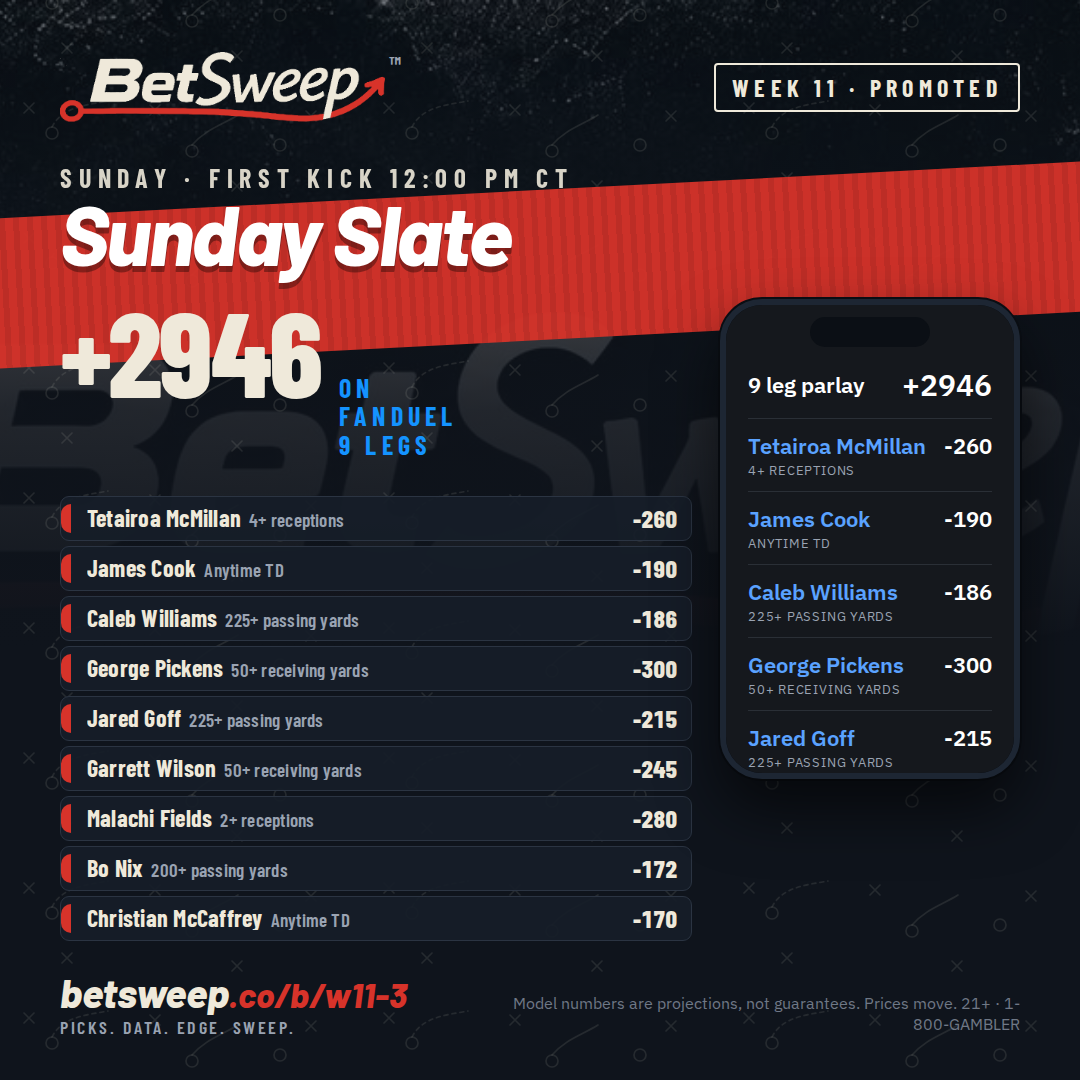 BetSweep™
WEEK 11 · PROMOTED
SUNDAY · FIRST KICK 12:00 PM CT
Sunday Slate
+2946
ON
FANDUEL
9 LEGS
Tetairoa McMillan 4+ receptions -260
James Cook Anytime TD -190
Caleb Williams 225+ passing yards -186
George Pickens 50+ receiving yards -300
Jared Goff 225+ passing yards -215
Garrett Wilson 50+ receiving yards -245
Malachi Fields 2+ receptions -280
Bo Nix 200+ passing yards -172
Christian McCaffrey Anytime TD -170
9 leg parlay +2946
Tetairoa McMillan -260
4+ RECEPTIONS
James Cook -190
ANYTIME TD
Caleb Williams -186
225+ PASSING YARDS
George Pickens -300
50+ RECEIVING YARDS
Jared Goff -215
225+ PASSING YARDS
betsweep.co/b/w11-3
PICKS. DATA. EDGE. SWEEP.
Model numbers are projections, not guarantees. Prices move. 21+ · 1-
800-GAMBLER